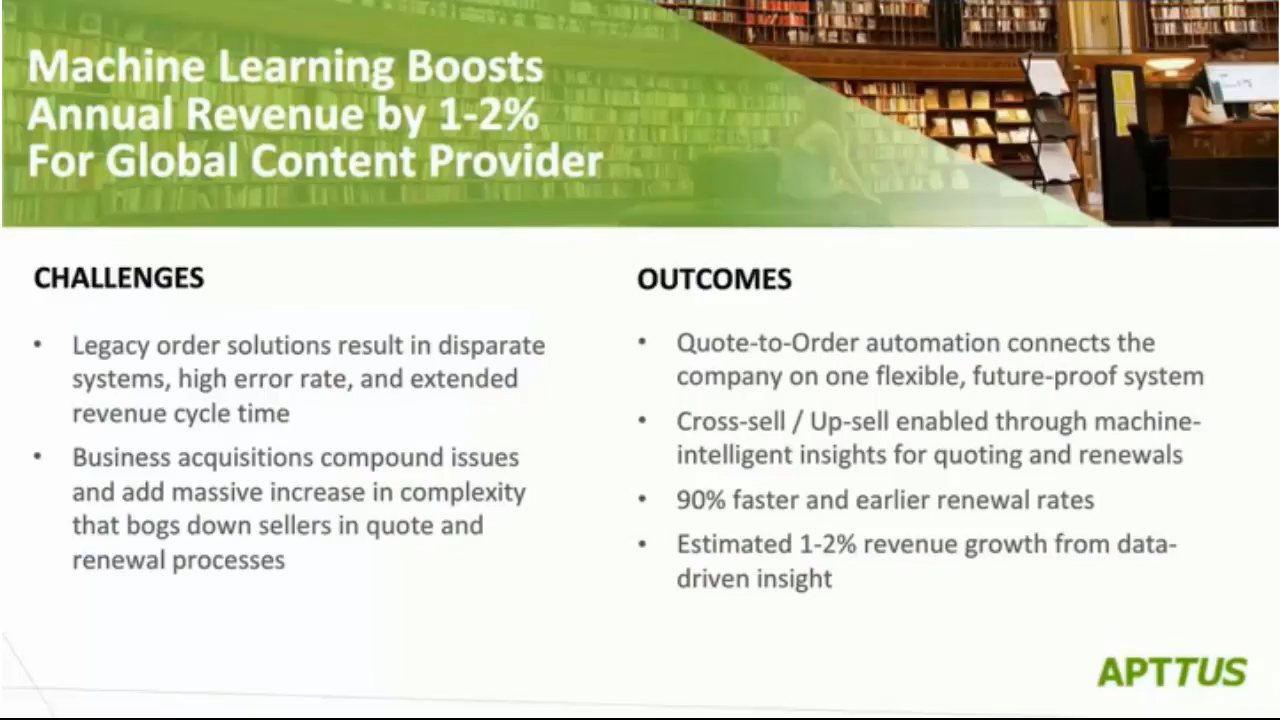 Machine Learning Boosts
Annual Revenue by 1-2%
For Global Content Provider
CHALLENGES
• Legacy order solutions result in disparate
systems, high error rate, and extended
revenue cycle time
• Business acquisitions compound issues
and add massive increase in complexity
that bogs down sellers in quote and
renewal processes
OUTCOMES
• Quote-to-Order automation connects the
company on one flexible, future-proof system
• Cross-sell / Up-sell enabled through machine-
intelligent insights for quoting and renewals
• 90% faster and earlier renewal rates
• Estimated 1-2% revenue growth from data-
driven insight
APTTUS